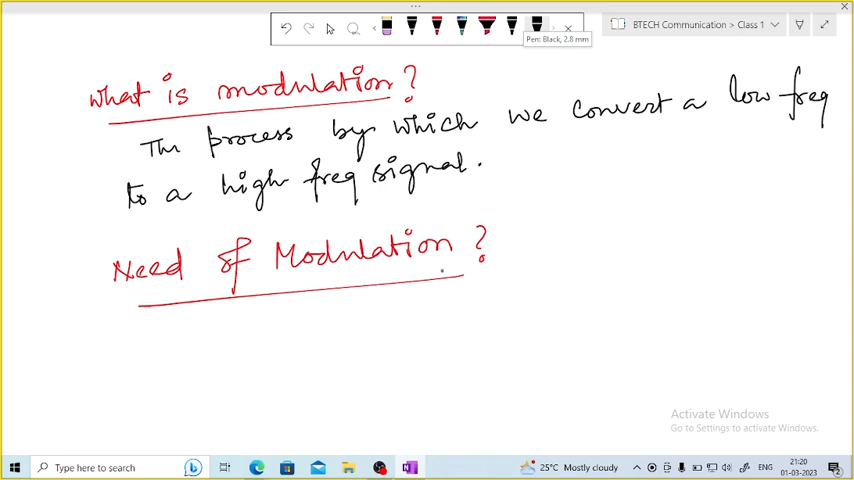 BTECH Communication > Class 1
Pen: Black, 2.8 mm
what is modulation?
The process by which we convert a low freq
to a high freq signal.
Need of Modulation?
Activate Windows
Go to Settings to activate Windows.
Type here to search
25°C Mostly cloudy
ENG
21:20
01-03-2023
2